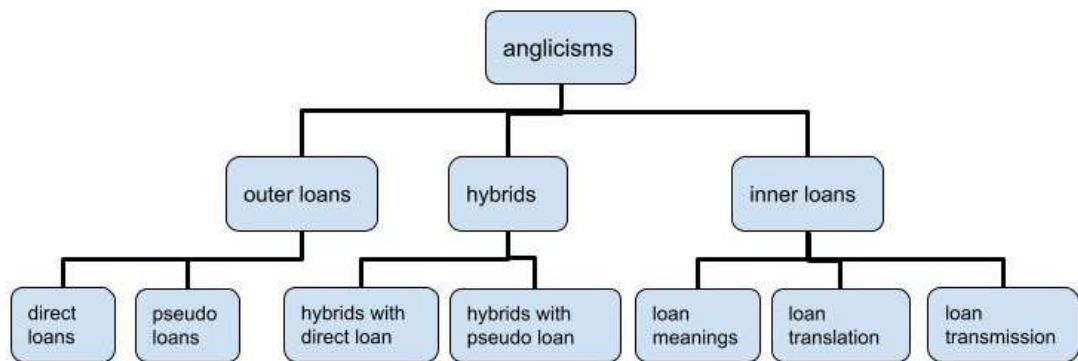 anglicisms
outer loans
hybrids
inner loans
direct
loans
pseudo
loans
hybrids with
direct loan
hybrids with
pseudo loan
loan
meanings
loan
translation
loan
transmission